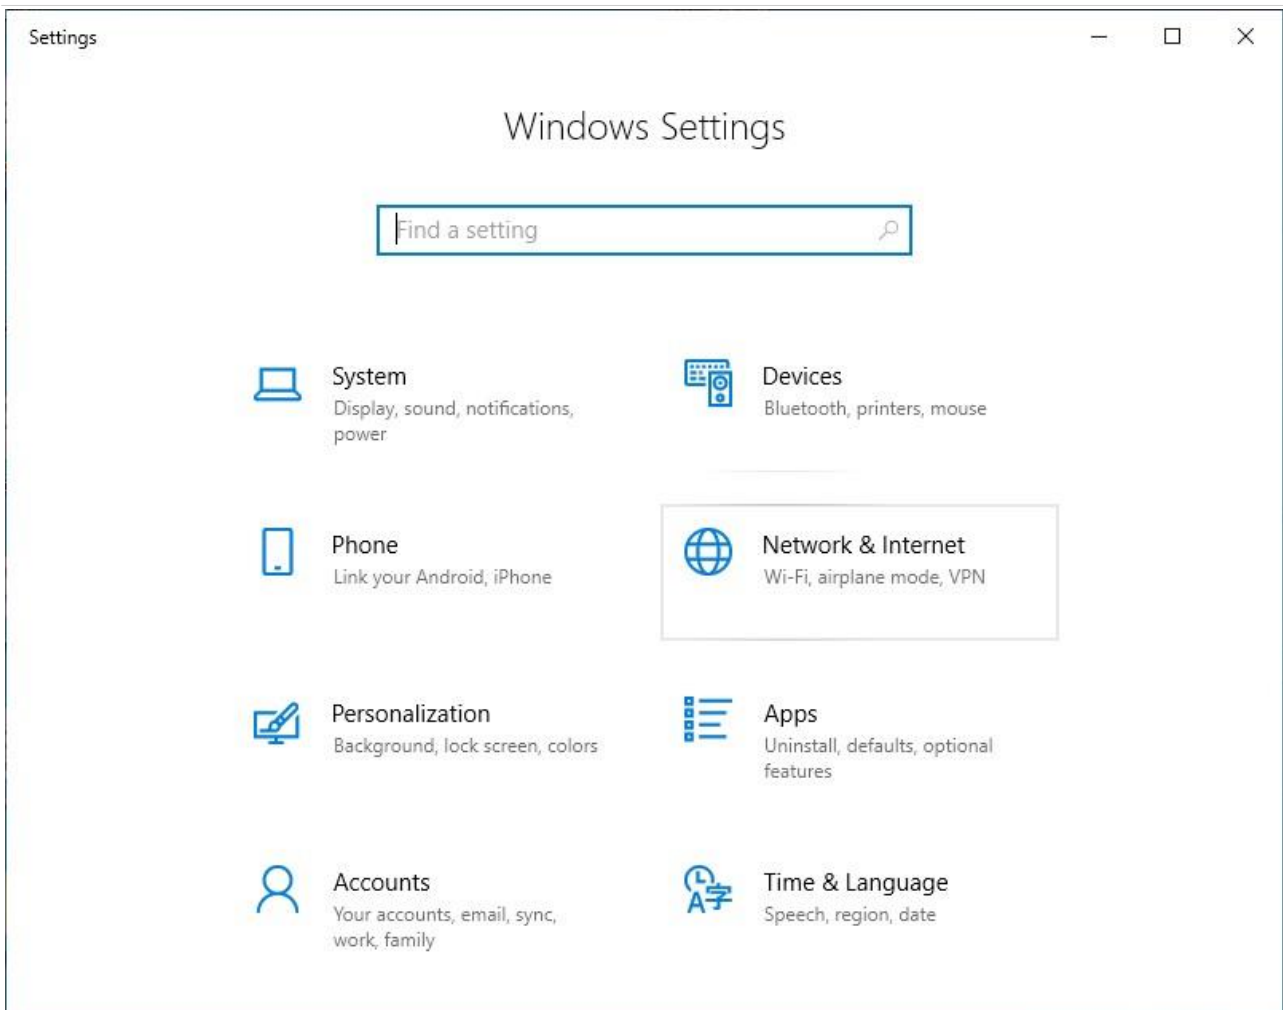 Settings
Windows Settings
Find a setting
System
Display, sound, notifications,
power
Devices
Bluetooth, printers, mouse
Phone
Link your Android, iPhone
Network & Internet
Wi-Fi, airplane mode, VPN
Personalization
Background, lock screen, colors
Apps
Uninstall, defaults, optional
features
Accounts
Your accounts, email, sync,
work, family
Time & Language
Speech, region, date